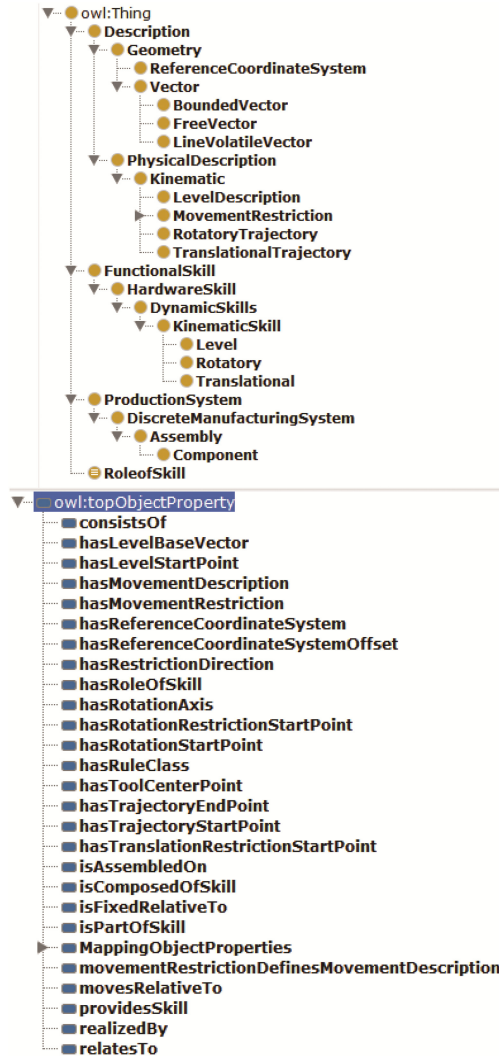 owl:Thing
Description
Geometry
ReferenceCoordinateSystem
Vector
BoundedVector
FreeVector
LineVolatileVector
PhysicalDescription
Kinematic
LevelDescription
MovementRestriction
RotatoryTrajectory
TranslationalTrajectory
FunctionalSkill
HardwareSkill
DynamicSkills
KinematicSkill
Level
Rotatory
Translational
ProductionSystem
DiscreteManufacturingSystem
Assembly
Component
RoleofSkill
owl:topObjectProperty
consistsOf
hasLevelBaseVector
hasLevelStartPoint
hasMovementDescription
hasMovementRestriction
hasReferenceCoordinateSystem
hasReferenceCoordinateSystemOffset
hasRestrictionDirection
hasRoleOfSkill
hasRotationAxis
hasRotationRestrictionStartPoint
hasRotationStartPoint
hasRuleClass
hasToolCenterPoint
hasTrajectoryEndPoint
hasTrajectoryStartPoint
hasTranslationRestrictionStartPoint
isAssembledOn
isComposedOfSkill
isFixedRelativeTo
isPartOfSkill
MappingObjectProperties
movementRestrictionDefinesMovementDescription
movesRelativeTo
providesSkill
realizedBy
relatesTo